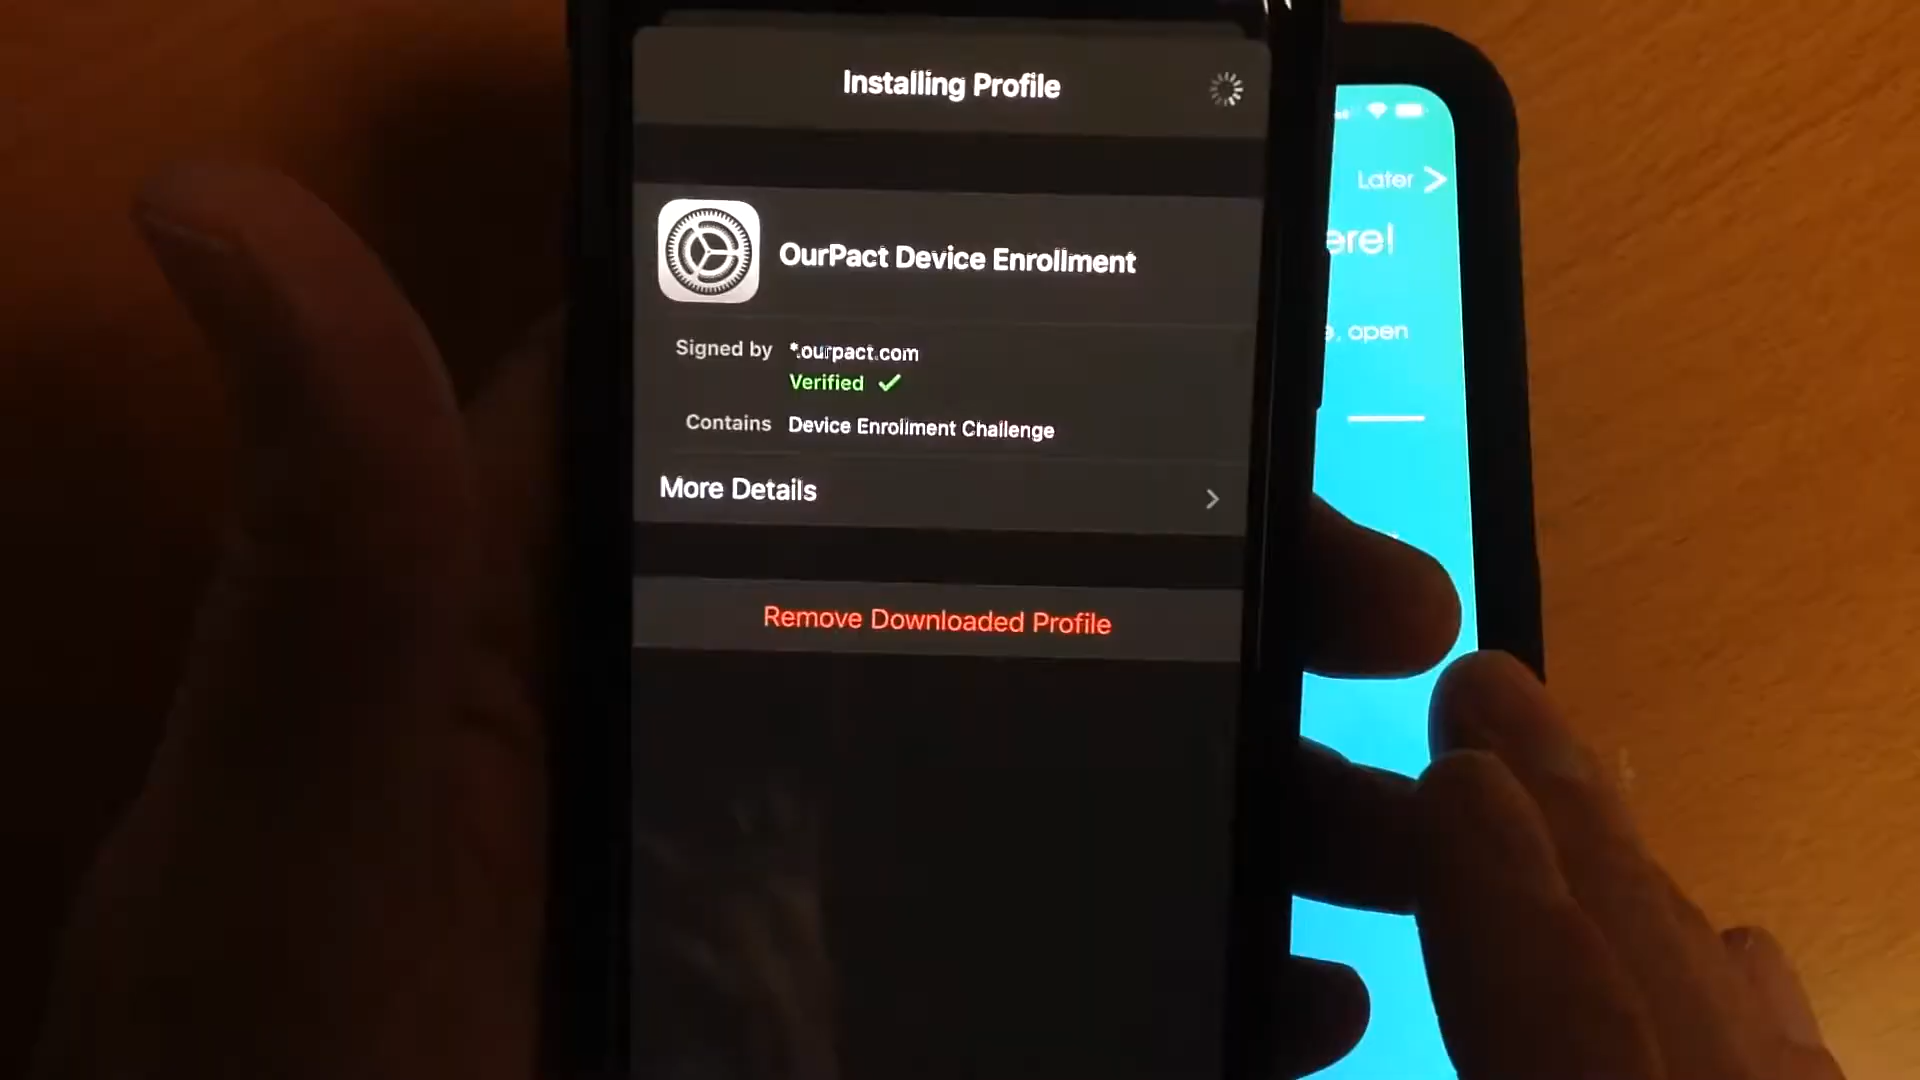 Installing Profile
OurPact Device Enrollment
Signed by *.ourpact.com
Verified
Contains Device Enrollment Challenge
More Details
Remove Downloaded Profile
Later
open